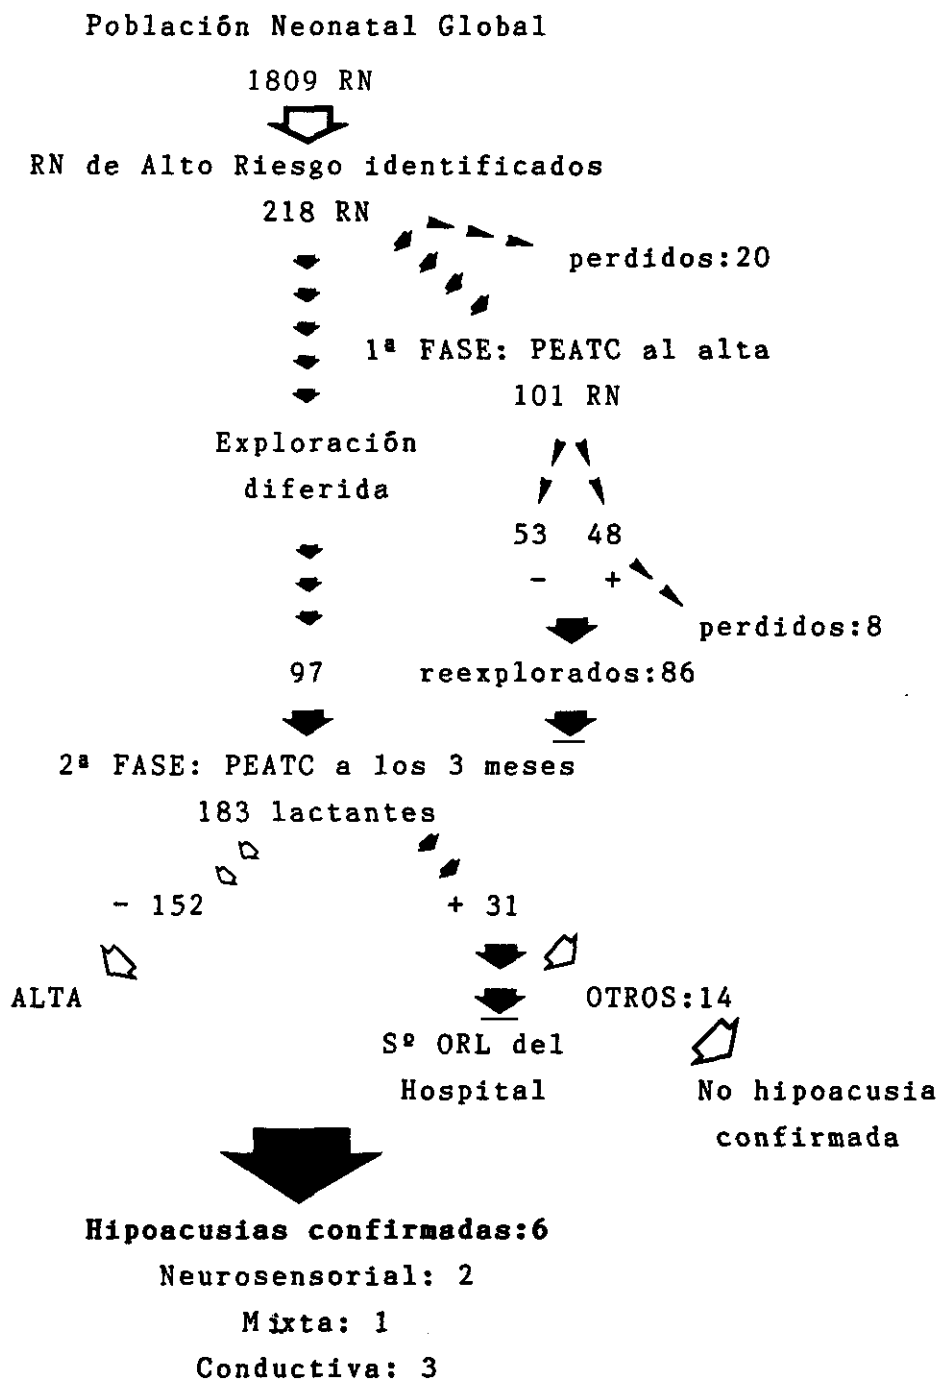 Población Neonatal Global
1809 RN
RN de Alto Riesgo identificados
218 RN
perdidos:20
1ª FASE: PEATC al alta
101 RN
Exploración
diferida
53 48
- +
perdidos:8
97 reexplorados:86
2ª FASE: PEATC a los 3 meses
183 lactantes
- 152 + 31
ALTA OTROS:14
Sº ORL del
Hospital No hipoacusia
confirmada
Hipoacusias confirmadas:6
Neurosensorial: 2
Mixta: 1
Conductiva: 3